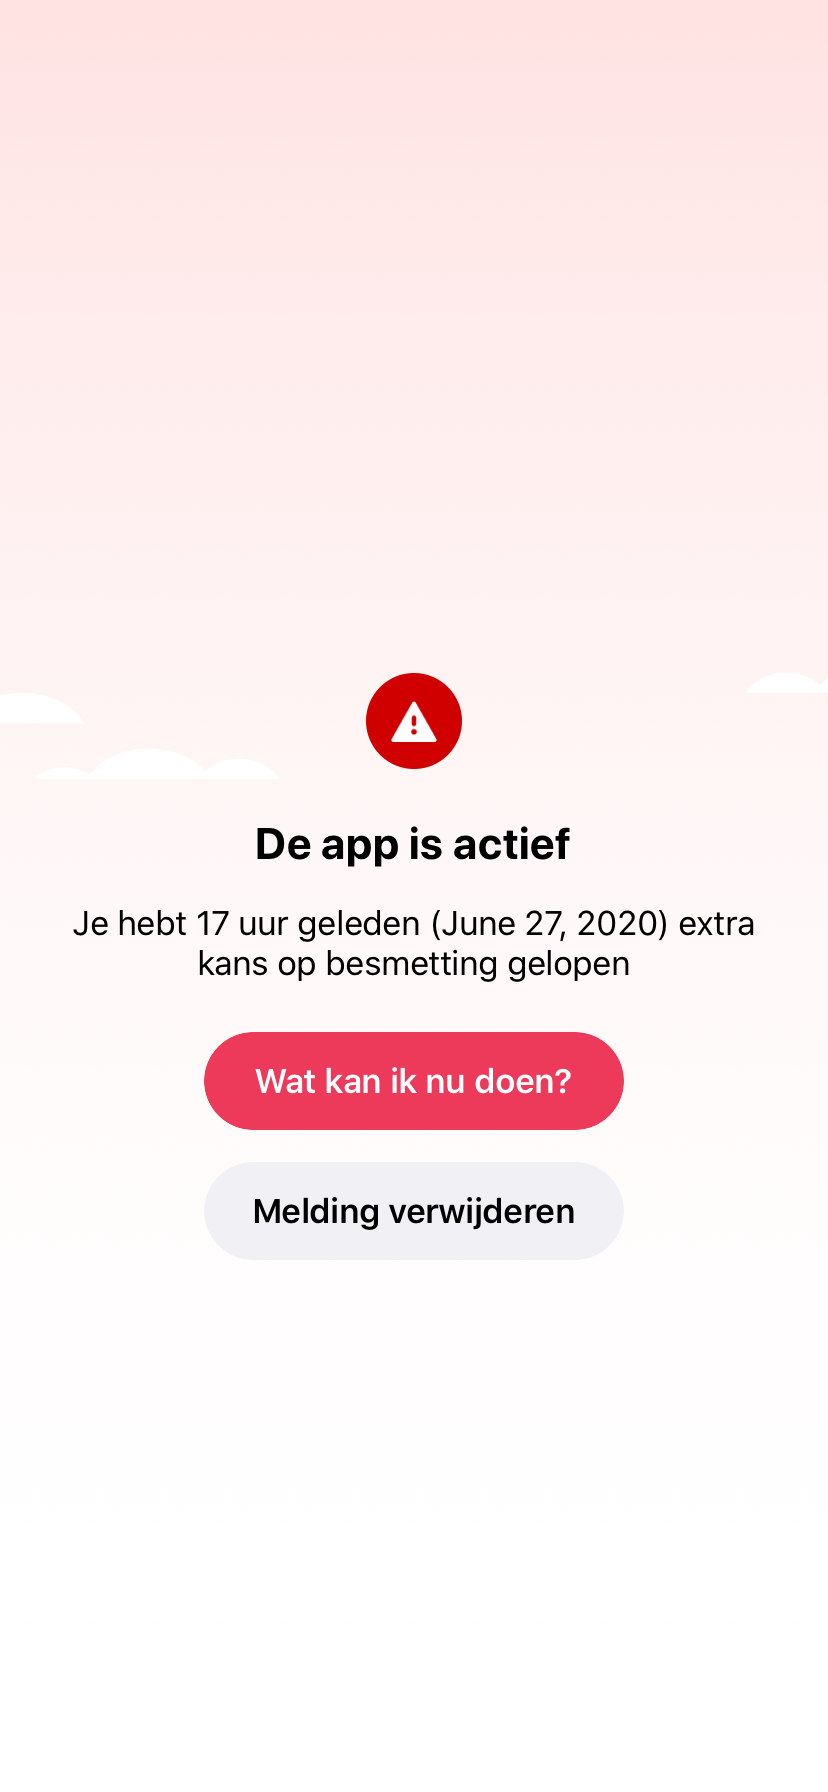 De app is actief
Je hebt 17 uur geleden (June 27, 2020) extra
kans op besmetting gelopen
Wat kan ik nu doen?
Melding verwijderen